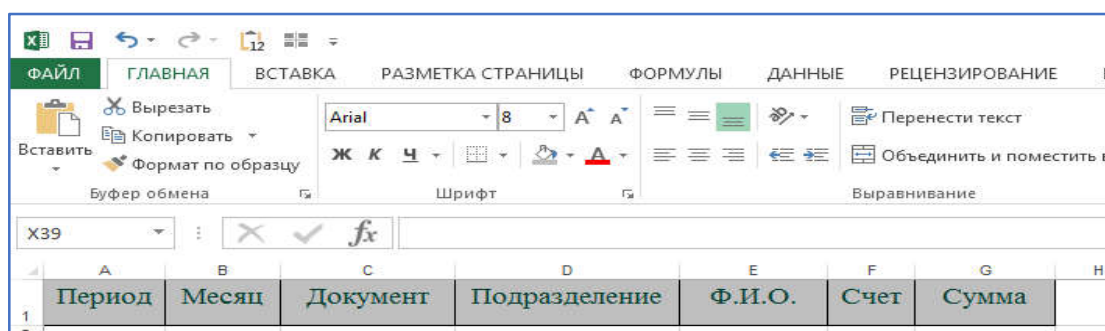 12
ФАЙЛ ГЛАВНАЯ ВСТАВКА РАЗМЕТКА СТРАНИЦЫ ФОРМУЛЫ ДАННЫЕ РЕЦЕНЗИРОВАНИЕ
Вставить
Вырезать
Копировать
Формат по образцу
Буфер обмена
Arial 8 A A
Ж К Ч A
Шрифт
Перенести текст
Объединить и поместить в
Выравнивание
X39 fx
A B C D E F G H
1 Период Месяц Документ Подразделение Ф.И.О. Счет Сумма